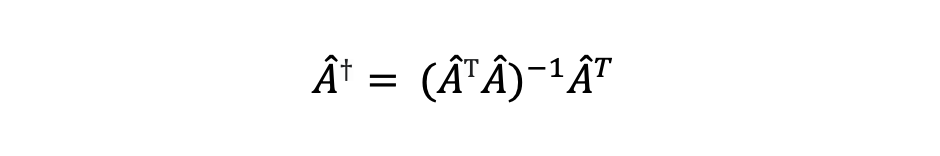 Â† = (ÂᵀÂ)⁻¹Âᵀ